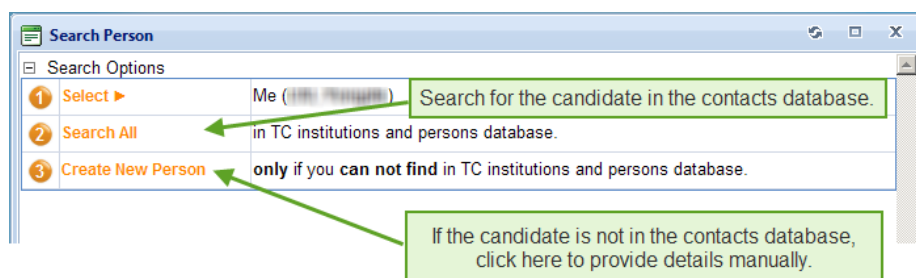 Search Person
Search Options
1 Select ► Me ( )
Search for the candidate in the contacts database.
2 Search All in TC institutions and persons database.
3 Create New Person only if you can not find in TC institutions and persons database.
If the candidate is not in the contacts database,
click here to provide details manually.